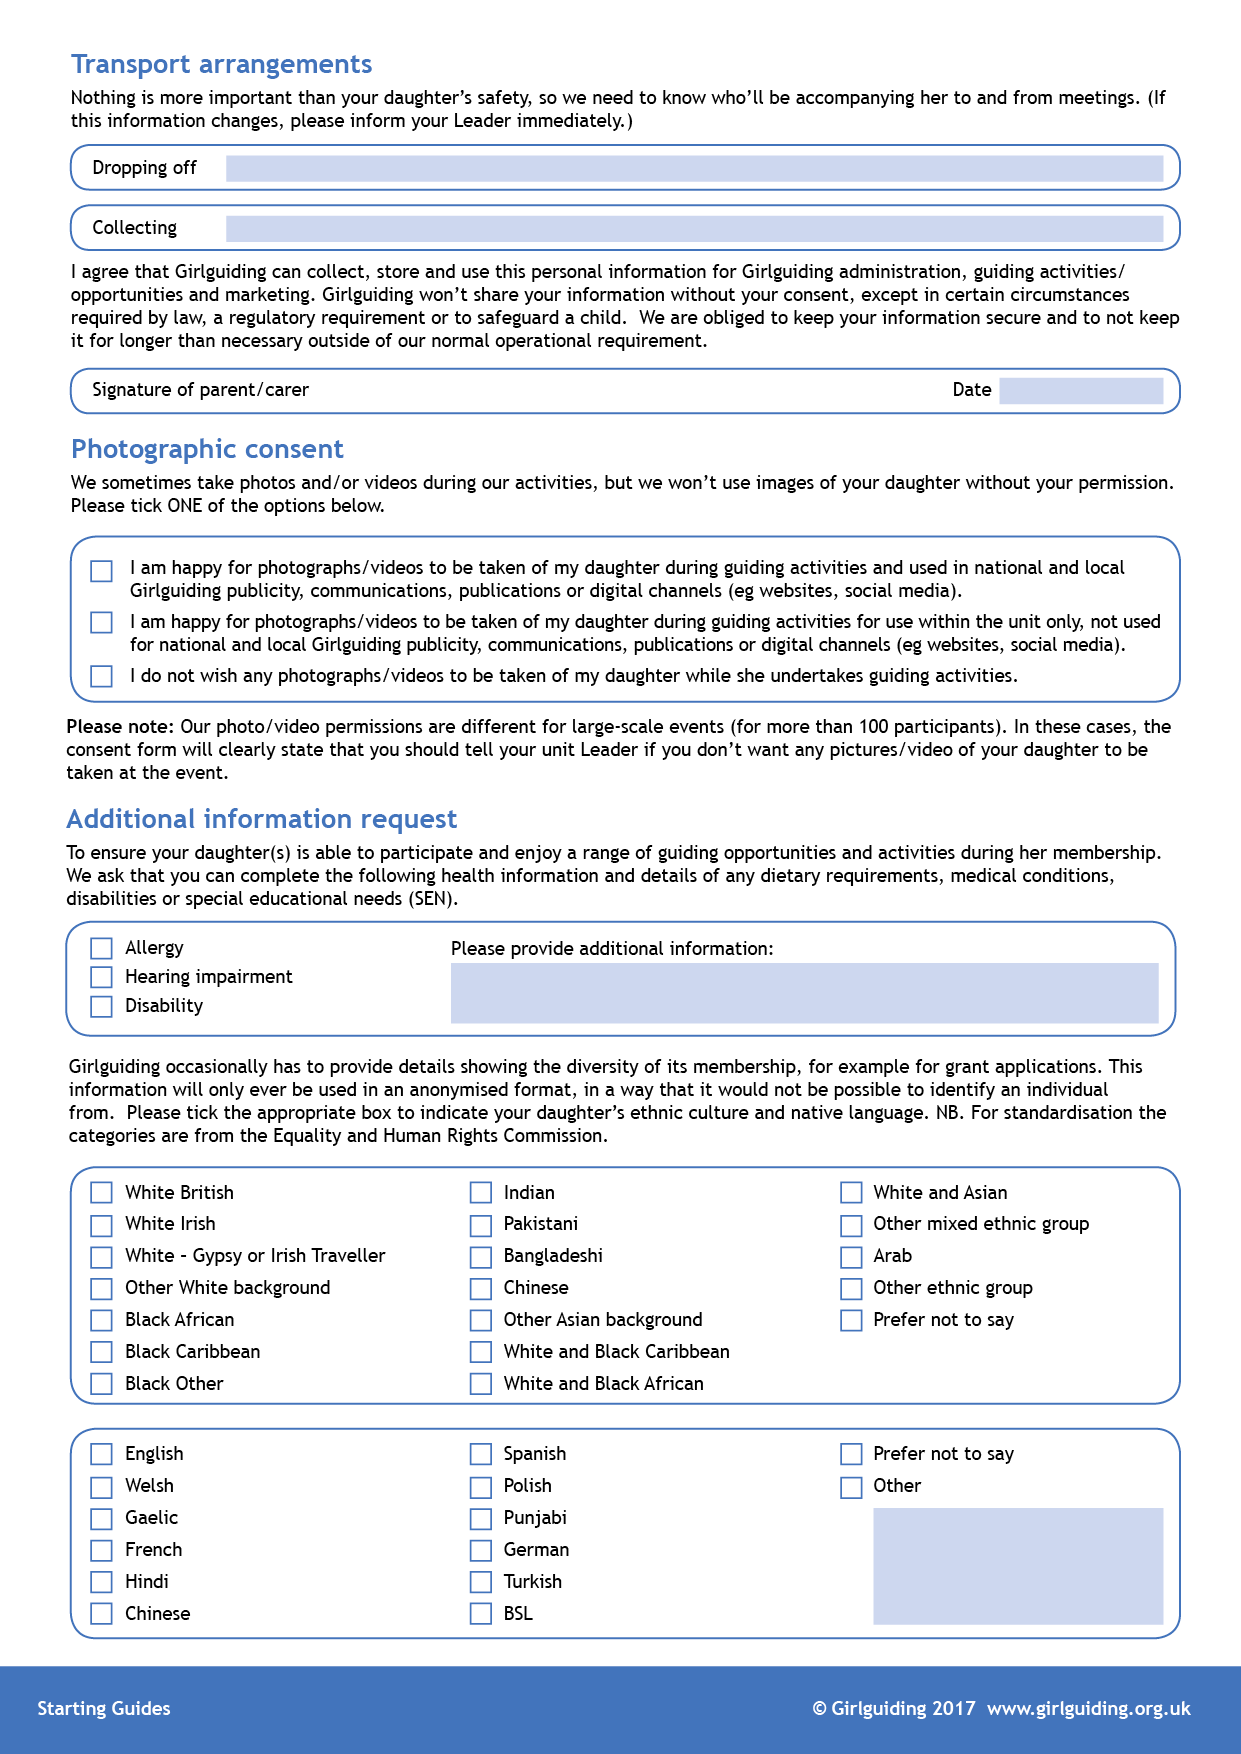 Transport arrangements
Nothing is more important than your daughter’s safety, so we need to know who’ll be accompanying her to and from meetings. (If
this information changes, please inform your Leader immediately.)
Dropping off
Collecting
I agree that Girlguiding can collect, store and use this personal information for Girlguiding administration, guiding activities/
opportunities and marketing. Girlguiding won’t share your information without your consent, except in certain circumstances
required by law, a regulatory requirement or to safeguard a child.  We are obliged to keep your information secure and to not keep
it for longer than necessary outside of our normal operational requirement.
Signature of parent/carer Date
Photographic consent
We sometimes take photos and/or videos during our activities, but we won’t use images of your daughter without your permission.
Please tick ONE of the options below.
I am happy for photographs/videos to be taken of my daughter during guiding activities and used in national and local
Girlguiding publicity, communications, publications or digital channels (eg websites, social media).
I am happy for photographs/videos to be taken of my daughter during guiding activities for use within the unit only, not used
for national and local Girlguiding publicity, communications, publications or digital channels (eg websites, social media).
I do not wish any photographs/videos to be taken of my daughter while she undertakes guiding activities.
Please note: Our photo/video permissions are different for large-scale events (for more than 100 participants). In these cases, the
consent form will clearly state that you should tell your unit Leader if you don’t want any pictures/video of your daughter to be
taken at the event.
Additional information request
To ensure your daughter(s) is able to participate and enjoy a range of guiding opportunities and activities during her membership.
We ask that you can complete the following health information and details of any dietary requirements, medical conditions,
disabilities or special educational needs (SEN).
Allergy
Hearing impairment
Disability
Please provide additional information:
Girlguiding occasionally has to provide details showing the diversity of its membership, for example for grant applications. This
information will only ever be used in an anonymised format, in a way that it would not be possible to identify an individual
from.  Please tick the appropriate box to indicate your daughter’s ethnic culture and native language. NB. For standardisation the
categories are from the Equality and Human Rights Commission.
White British
White Irish
White – Gypsy or Irish Traveller
Other White background
Black African
Black Caribbean
Black Other
Indian
Pakistani
Bangladeshi
Chinese
Other Asian background
White and Black Caribbean
White and Black African
White and Asian
Other mixed ethnic group
Arab
Other ethnic group
Prefer not to say
English
Welsh
Gaelic
French
Hindi
Chinese
Spanish
Polish
Punjabi
German
Turkish
BSL
Prefer not to say
Other
Starting Guides
© Girlguiding 2017  www.girlguiding.org.uk